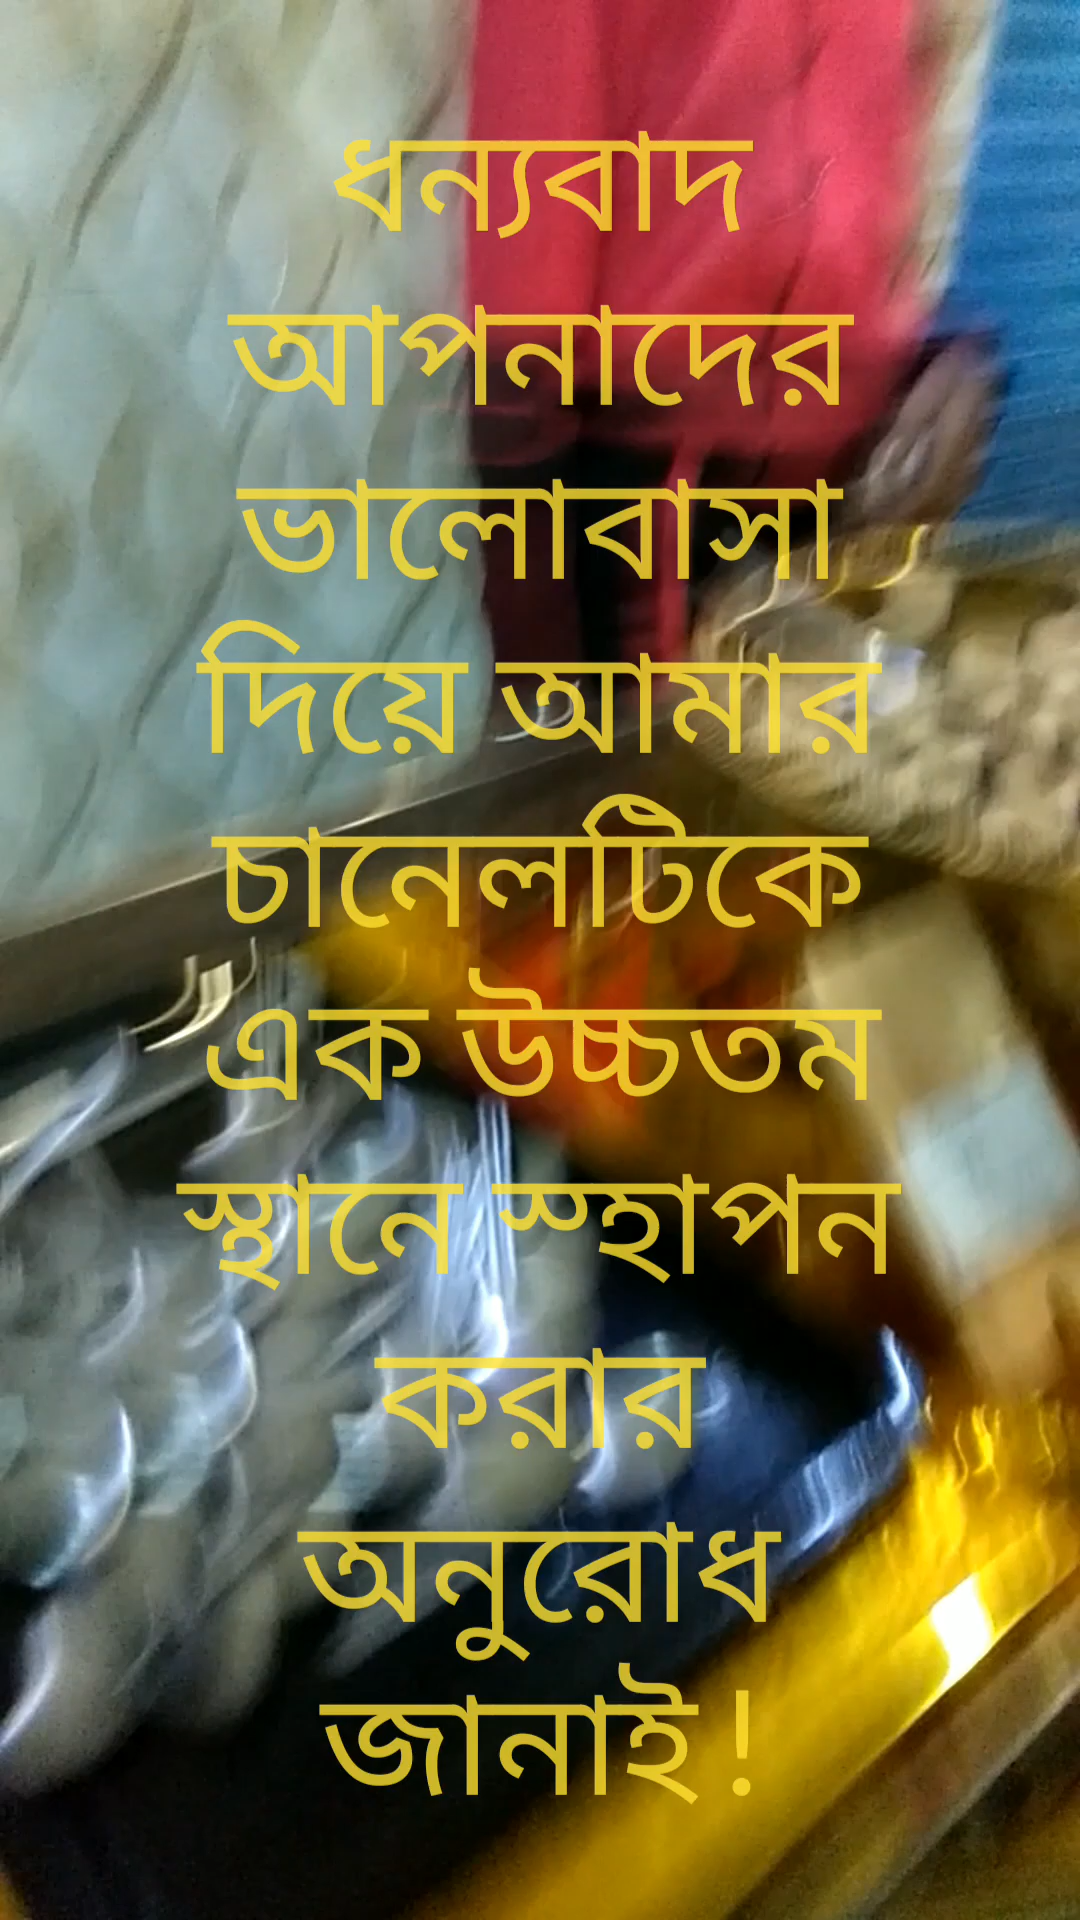 ধন্যবাদ
আপনাদের
ভালোবাসা
দিয়ে আমার
চানেলটিকে
এক উচ্চতম
স্থানে স্হাপন
করার
অনুরোধ
জানাই!